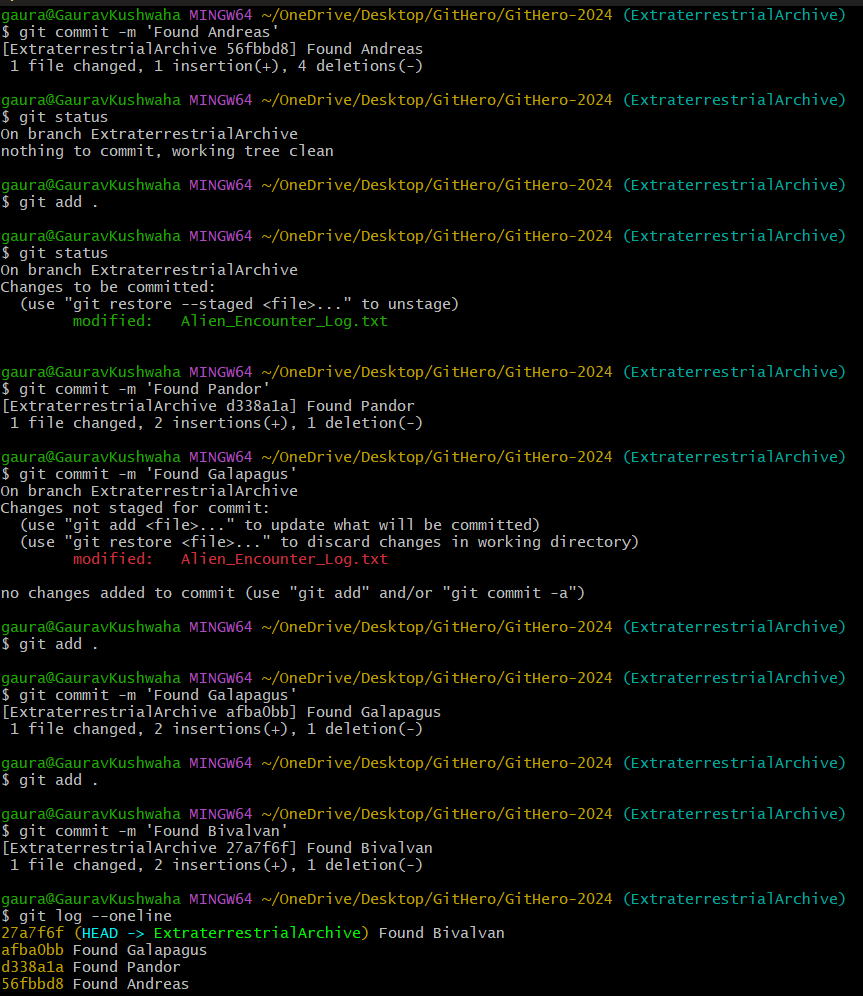 gaura@GauravKushwaha MINGW64 ~/OneDrive/Desktop/GitHero/GitHero-2024 (ExtraterrestrialArchive)
$ git commit -m 'Found Andreas'
[ExtraterrestrialArchive 56fbbd8] Found Andreas
 1 file changed, 1 insertion(+), 4 deletions(-)

gaura@GauravKushwaha MINGW64 ~/OneDrive/Desktop/GitHero/GitHero-2024 (ExtraterrestrialArchive)
$ git status
On branch ExtraterrestrialArchive
nothing to commit, working tree clean

gaura@GauravKushwaha MINGW64 ~/OneDrive/Desktop/GitHero/GitHero-2024 (ExtraterrestrialArchive)
$ git add .

gaura@GauravKushwaha MINGW64 ~/OneDrive/Desktop/GitHero/GitHero-2024 (ExtraterrestrialArchive)
$ git status
On branch ExtraterrestrialArchive
Changes to be committed:
  (use "git restore --staged <file>..." to unstage)
        modified:   Alien_Encounter_Log.txt

gaura@GauravKushwaha MINGW64 ~/OneDrive/Desktop/GitHero/GitHero-2024 (ExtraterrestrialArchive)
$ git commit -m 'Found Pandor'
[ExtraterrestrialArchive d338a1a] Found Pandor
 1 file changed, 2 insertions(+), 1 deletion(-)

gaura@GauravKushwaha MINGW64 ~/OneDrive/Desktop/GitHero/GitHero-2024 (ExtraterrestrialArchive)
$ git commit -m 'Found Galapagus'
On branch ExtraterrestrialArchive
Changes not staged for commit:
  (use "git add <file>..." to update what will be committed)
  (use "git restore <file>..." to discard changes in working directory)
        modified:   Alien_Encounter_Log.txt

no changes added to commit (use "git add" and/or "git commit -a")

gaura@GauravKushwaha MINGW64 ~/OneDrive/Desktop/GitHero/GitHero-2024 (ExtraterrestrialArchive)
$ git add .

gaura@GauravKushwaha MINGW64 ~/OneDrive/Desktop/GitHero/GitHero-2024 (ExtraterrestrialArchive)
$ git commit -m 'Found Galapagus'
[ExtraterrestrialArchive afba0bb] Found Galapagus
 1 file changed, 2 insertions(+), 1 deletion(-)

gaura@GauravKushwaha MINGW64 ~/OneDrive/Desktop/GitHero/GitHero-2024 (ExtraterrestrialArchive)
$ git add .

gaura@GauravKushwaha MINGW64 ~/OneDrive/Desktop/GitHero/GitHero-2024 (ExtraterrestrialArchive)
$ git commit -m 'Found Bivalvan'
[ExtraterrestrialArchive 27a7f6f] Found Bivalvan
 1 file changed, 2 insertions(+), 1 deletion(-)

gaura@GauravKushwaha MINGW64 ~/OneDrive/Desktop/GitHero/GitHero-2024 (ExtraterrestrialArchive)
$ git log --oneline
27a7f6f (HEAD -> ExtraterrestrialArchive) Found Bivalvan
afba0bb Found Galapagus
d338a1a Found Pandor
56fbbd8 Found Andreas